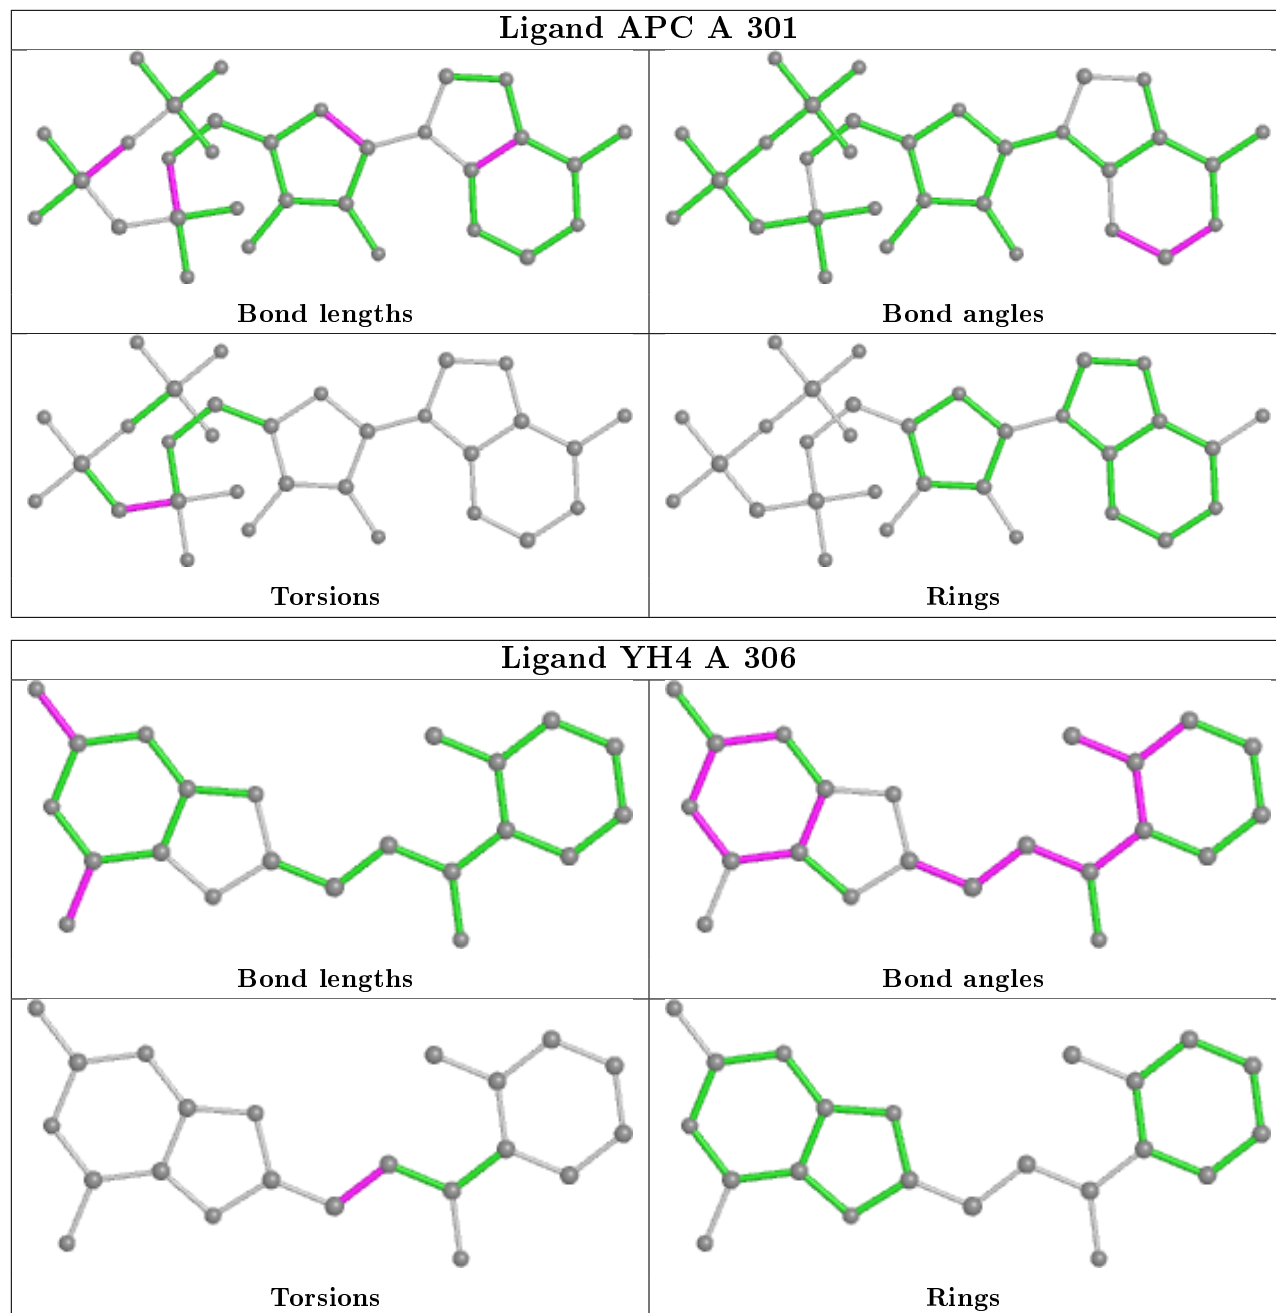 Ligand APC A 301
Bond lengths
Bond angles
Torsions
Rings
Ligand YH4 A 306
Bond lengths
Bond angles
Torsions
Rings